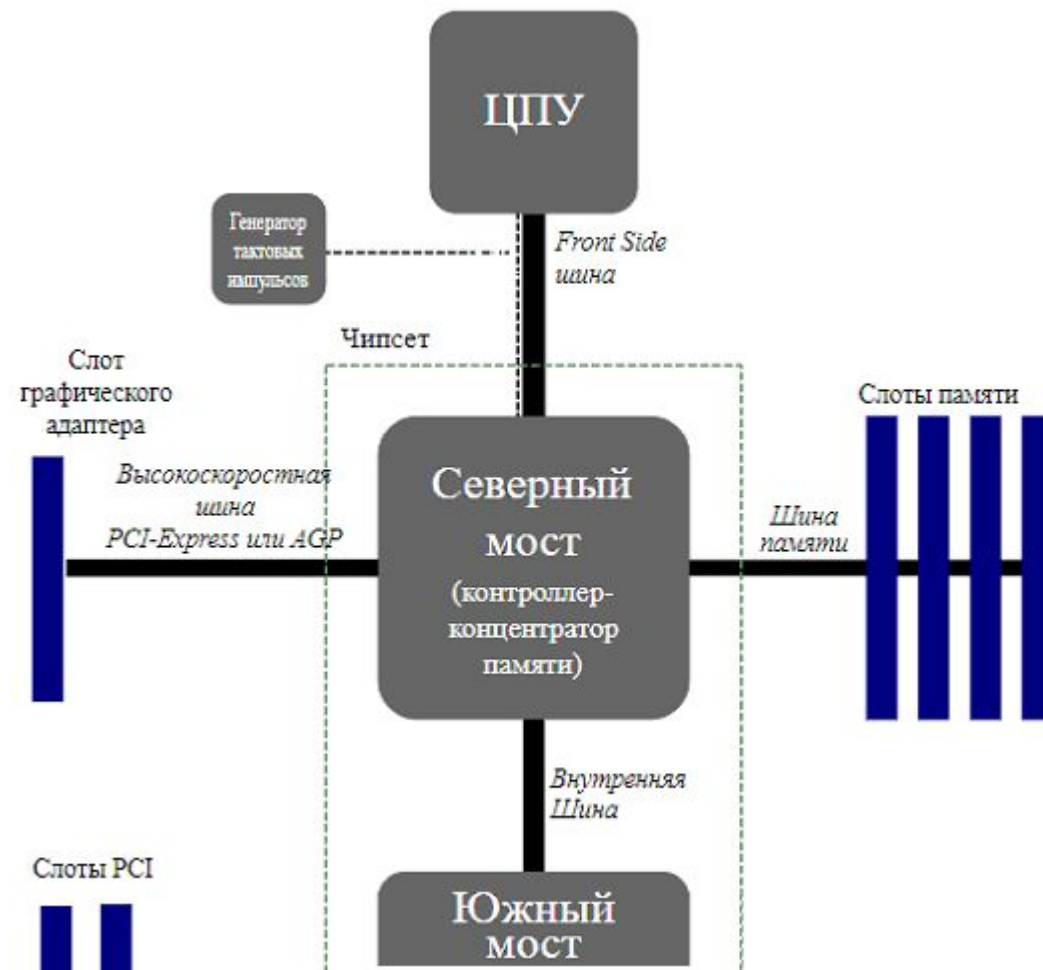 ЦПУ
Генератор
тактовых
импульсов
Front Side
шина
Чипсет
Слот
графического
адаптера
Слоты памяти
Высокоскоростная
шина
PCI-Express или AGP
Северный
мост
(контроллер-
концентратор
памяти)
Шина
памяти
Внутренняя
Шина
Слоты PCI
Южный
мост